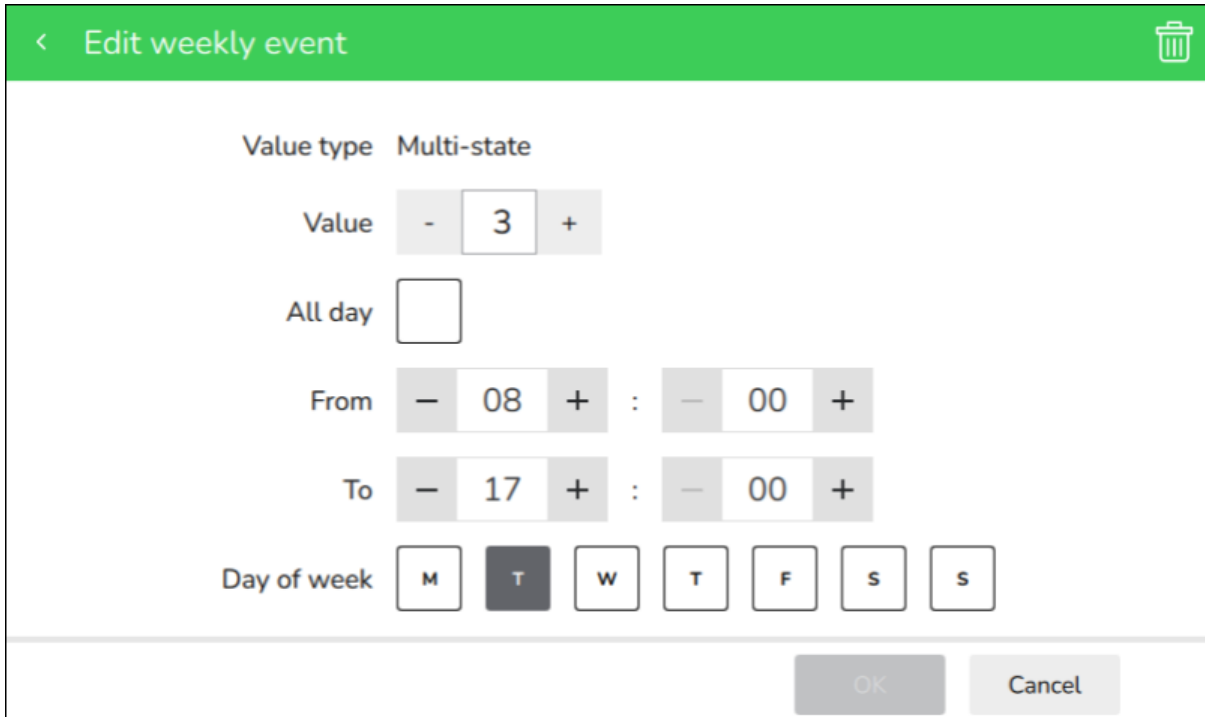 < Edit weekly event
Value type Multi-state
Value - 3 +
All day
From − 08 + : − 00 +
To − 17 + : − 00 +
Day of week M T W T F S S
OK Cancel